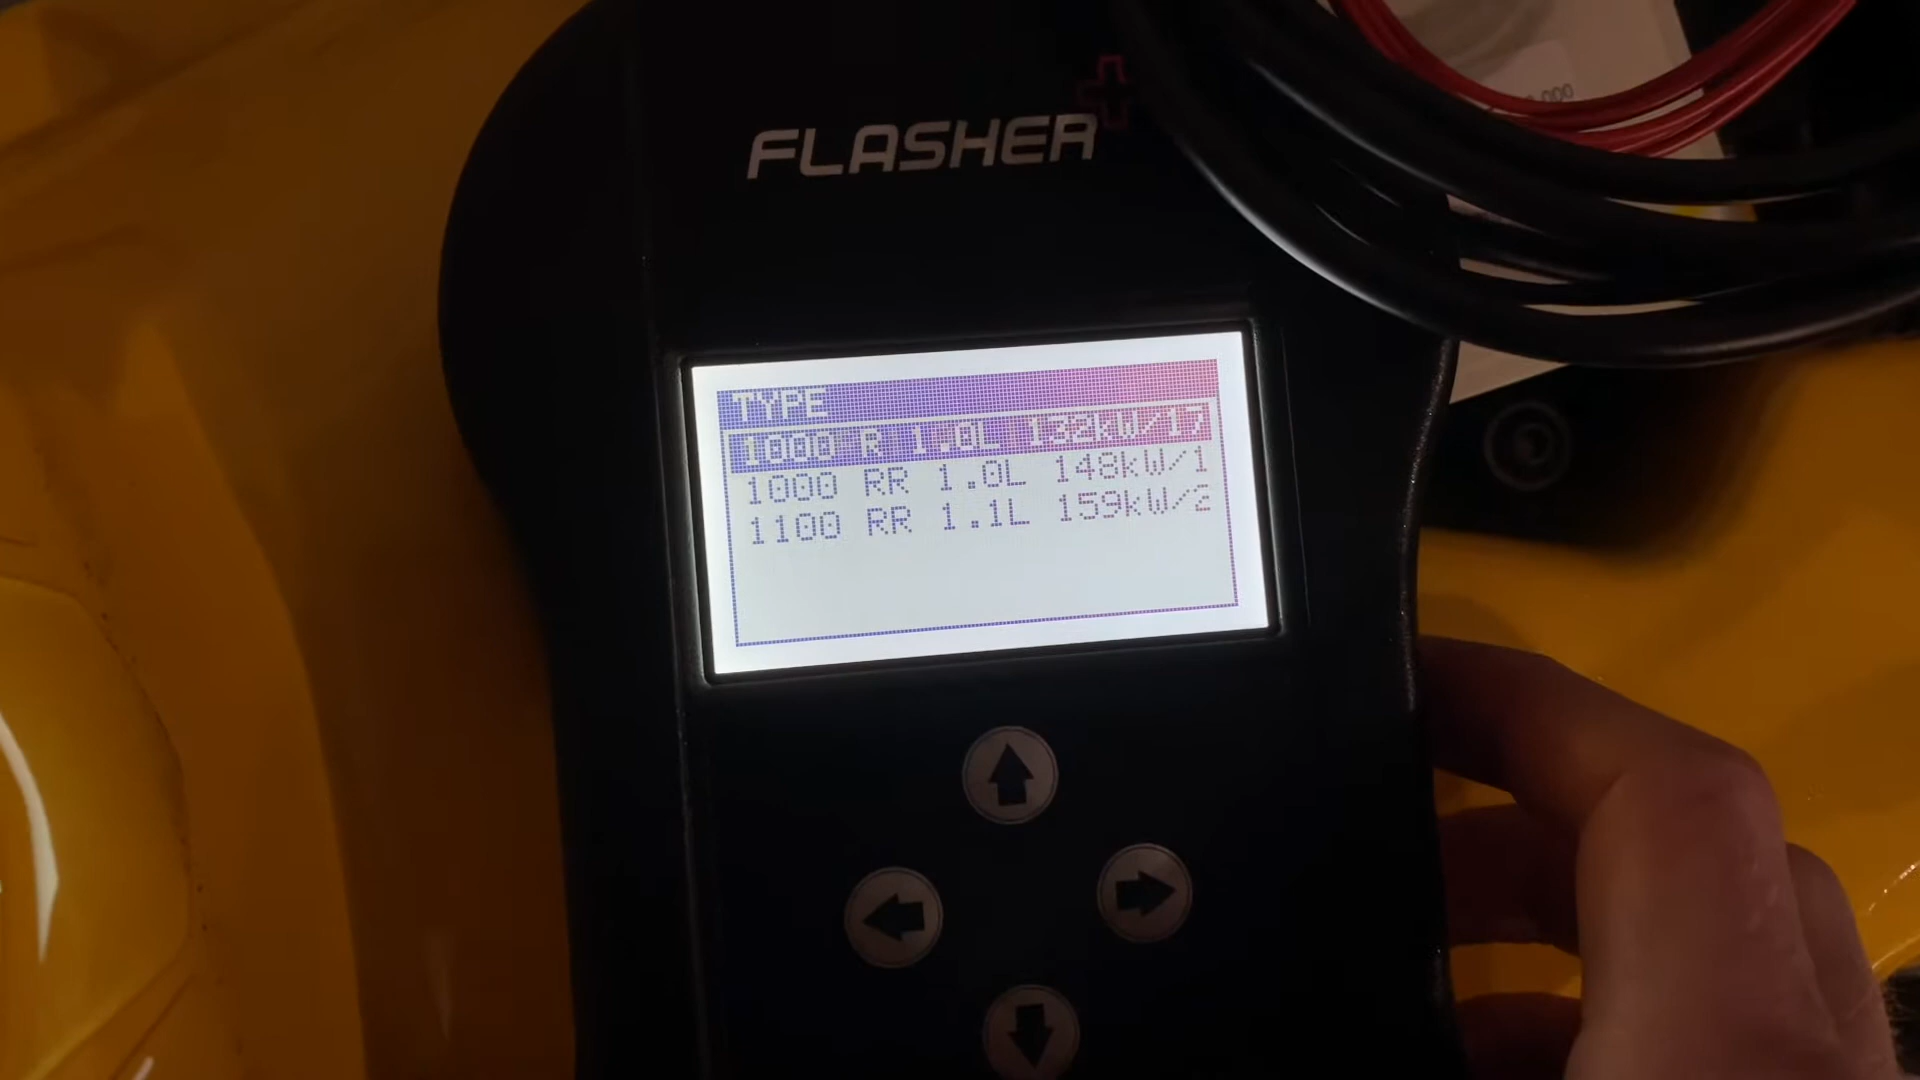 FLASHER
TYPE
1000 R 1.0L 132kW/17
1000 RR 1.0L 148kW/1
1100 RR 1.1L 159kW/2